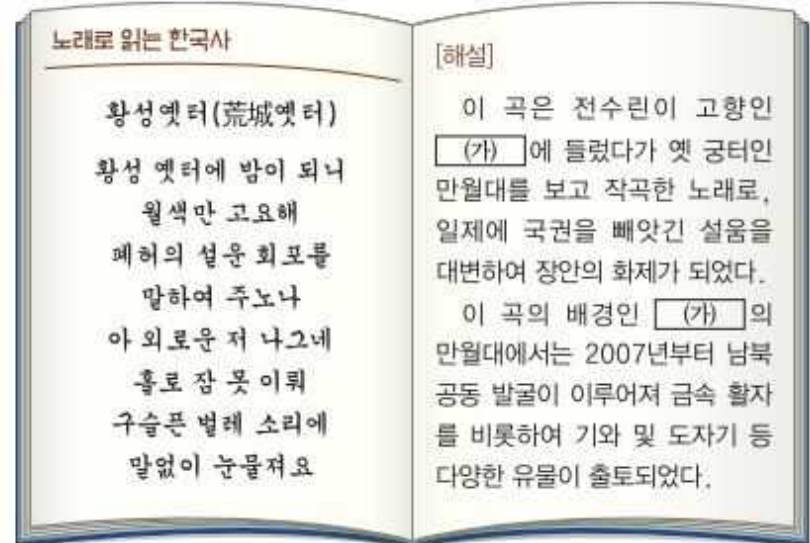 노래로 읽는 한국사
황성옛터(荒城옛터)
황성 옛터에 밤이 되니
월색만 고요해
폐허의 설운 회포를
말하여 주노나
아 외로운 저 나그네
홀로 잠 못 이뤄
구슬픈 벌레 소리에
말없이 눈물져요
[해설]
이 곡은 전수린이 고향인
(가) 에 들렀다가 옛 궁터인
만월대를 보고 작곡한 노래로,
일제에 국권을 빼앗긴 설움을
대변하여 장안의 화제가 되었다.
이 곡의 배경인 (가) 의
만월대에서는 2007년부터 남북
공동 발굴이 이루어져 금속 활자
를 비롯하여 기와 및 도자기 등
다양한 유물이 출토되었다.